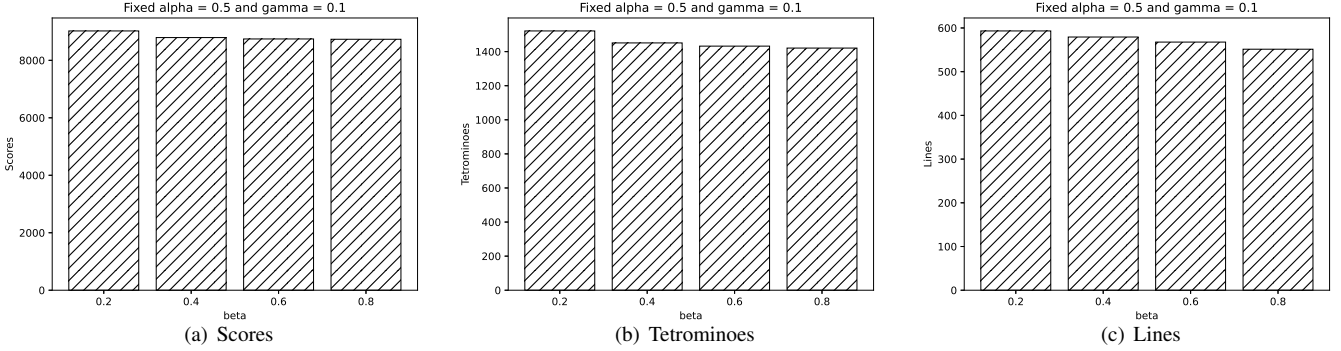 Fixed alpha = 0.5 and gamma = 0.1
8000
6000
4000
2000
0
Scores
0.2 0.4 0.6 0.8
beta
(a) Scores
Fixed alpha = 0.5 and gamma = 0.1
1400
1200
1000
800
600
400
200
0
Tetrominoes
0.2 0.4 0.6 0.8
beta
(b) Tetrominoes
Fixed alpha = 0.5 and gamma = 0.1
600
500
400
300
200
100
0
Lines
0.2 0.4 0.6 0.8
beta
(c) Lines